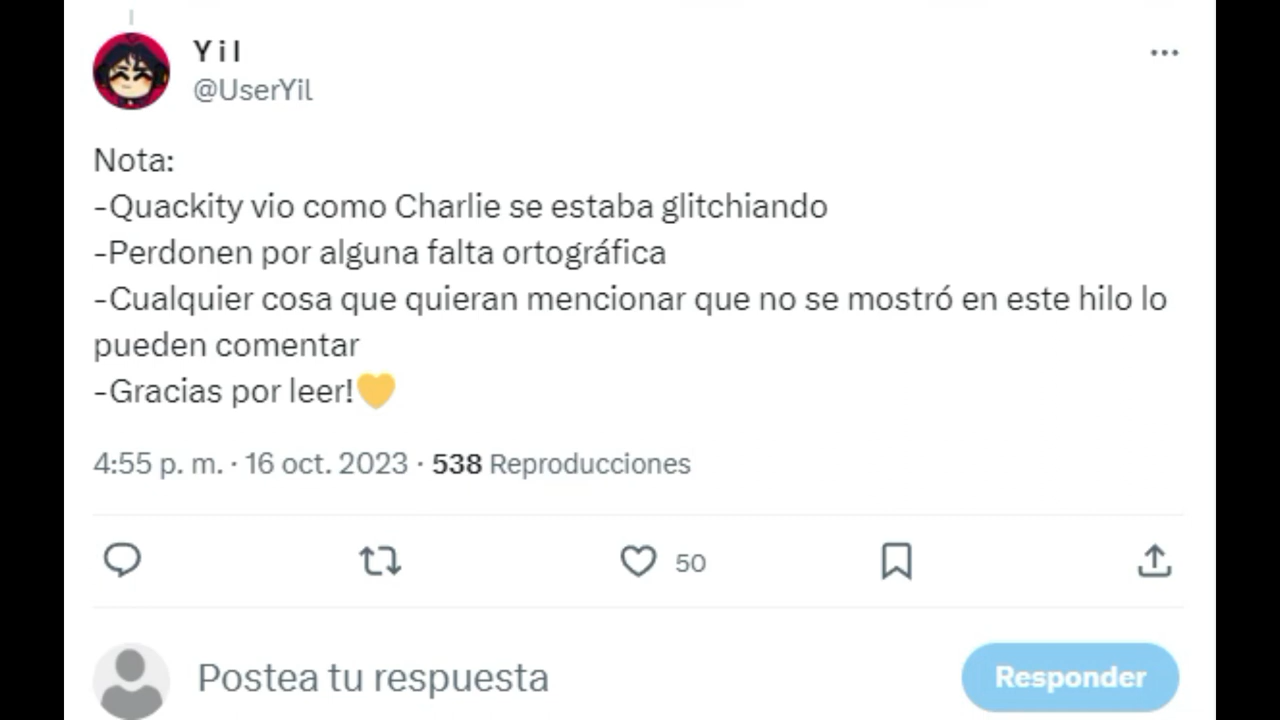 Yil
@UserYil
Nota:
-Quackity vio como Charlie se estaba glitchiando
-Perdonen por alguna falta ortográfica
-Cualquier cosa que quieran mencionar que no se mostró en este hilo lo
pueden comentar
-Gracias por leer!💛
4:55 p. m. · 16 oct. 2023 · 538 Reproducciones
50
Postea tu respuesta
Responder